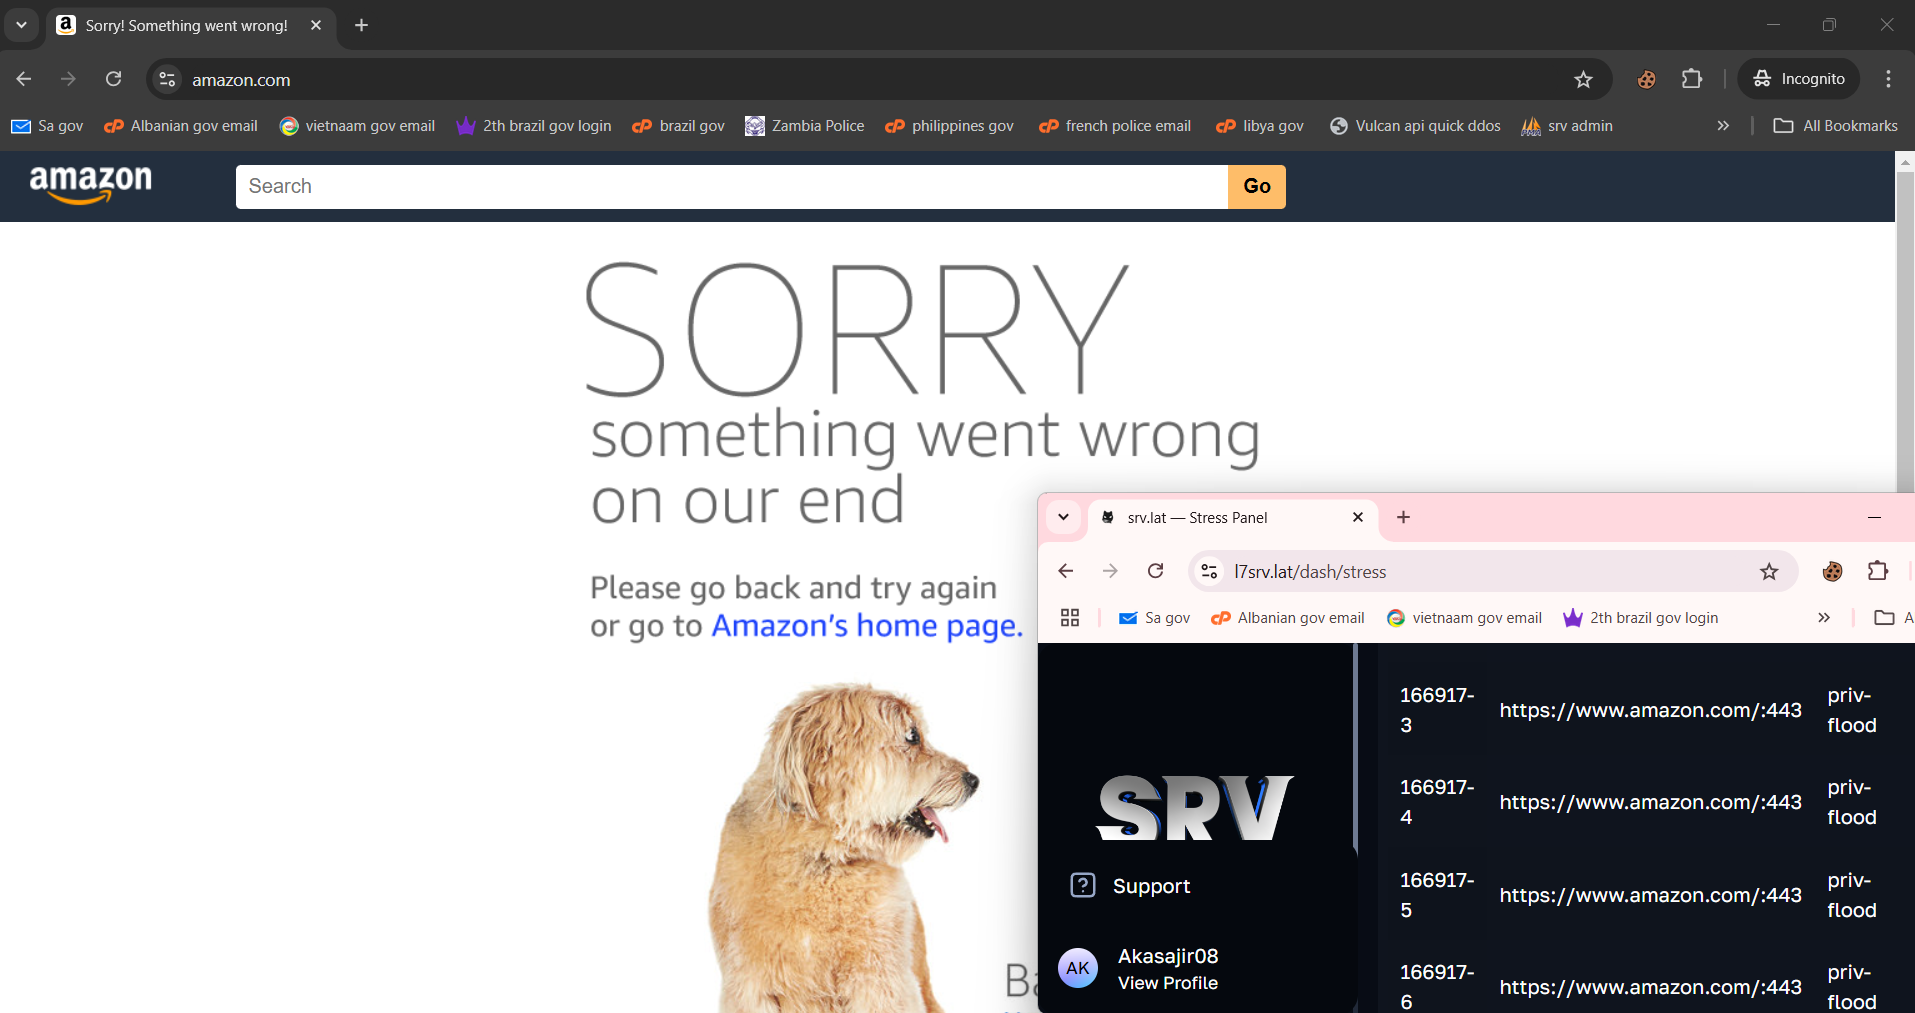 Sorry! Something went wrong!
amazon.com
Incognito
Sa gov
Albanian gov email
vietnaam gov email
2th brazil gov login
brazil gov
Zambia Police
philippines gov
french police email
libya gov
Vulcan api quick ddos
srv admin
All Bookmarks
amazon
Search
Go
SORRY
something went wrong
on our end
Please go back and try again
or go to Amazon's home page.
srv.lat — Stress Panel
l7srv.lat/dash/stress
Sa gov
Albanian gov email
vietnaam gov email
2th brazil gov login
SRV
Support
AK
Akasajir08
View Profile
166917-
3
https://www.amazon.com/:443
priv-
flood
166917-
4
https://www.amazon.com/:443
priv-
flood
166917-
5
https://www.amazon.com/:443
priv-
flood
166917-
6
https://www.amazon.com/:443
priv-
flood